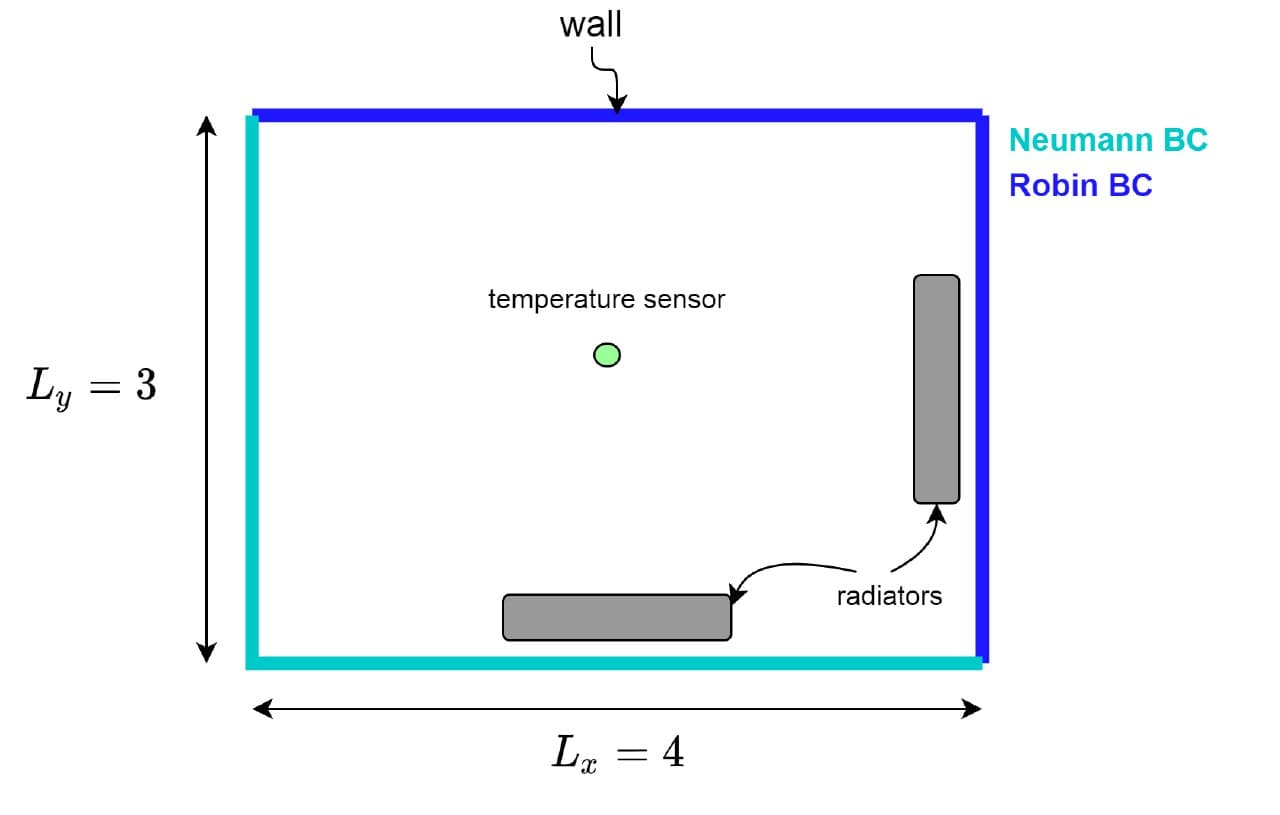 wall
Neumann BC
Robin BC
temperature sensor
L_y = 3
radiators
L_x = 4